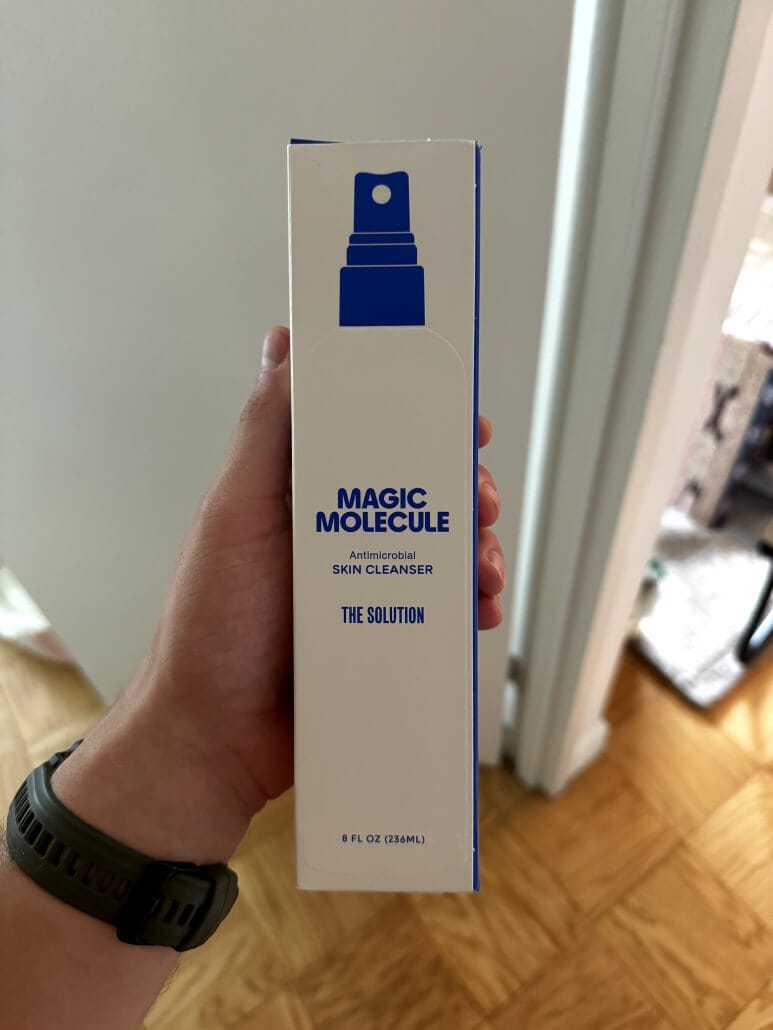 MAGIC
MOLECULE
Antimicrobial
SKIN CLEANSER
THE SOLUTION
8 FL OZ (236ML)